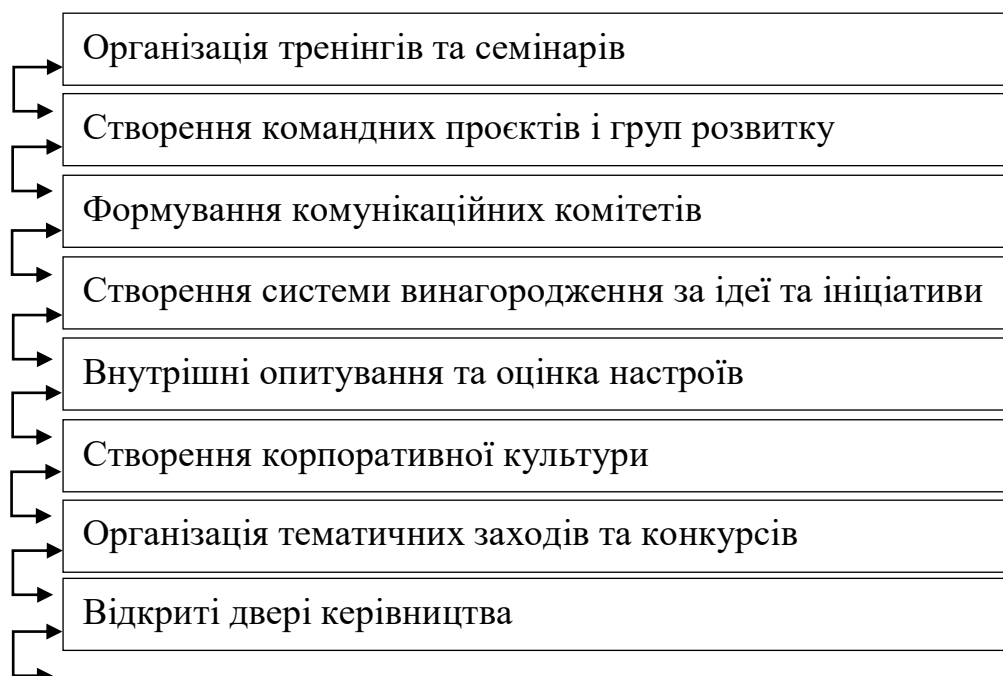 Організація тренінгів та семінарів
Створення командних проєктів і груп розвитку
Формування комунікаційних комітетів
Створення системи винагородження за ідеї та ініціативи
Внутрішні опитування та оцінка настроїв
Створення корпоративної культури
Організація тематичних заходів та конкурсів
Відкриті двері керівництва